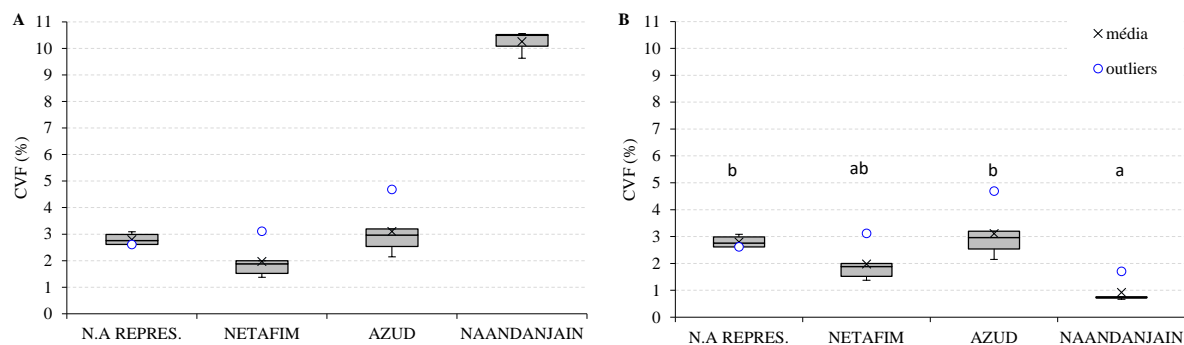 A
11
10
9
8
7
6
5
4
3
2
1
0
CVF (%)
N.A REPRES. NETAFIM AZUD NAANDANJAIN
B
11
10
9
8
7
6
5
4
3
2
1
0
CVF (%)
média
outliers
b ab b a
N.A REPRES. NETAFIM AZUD NAANDANJAIN